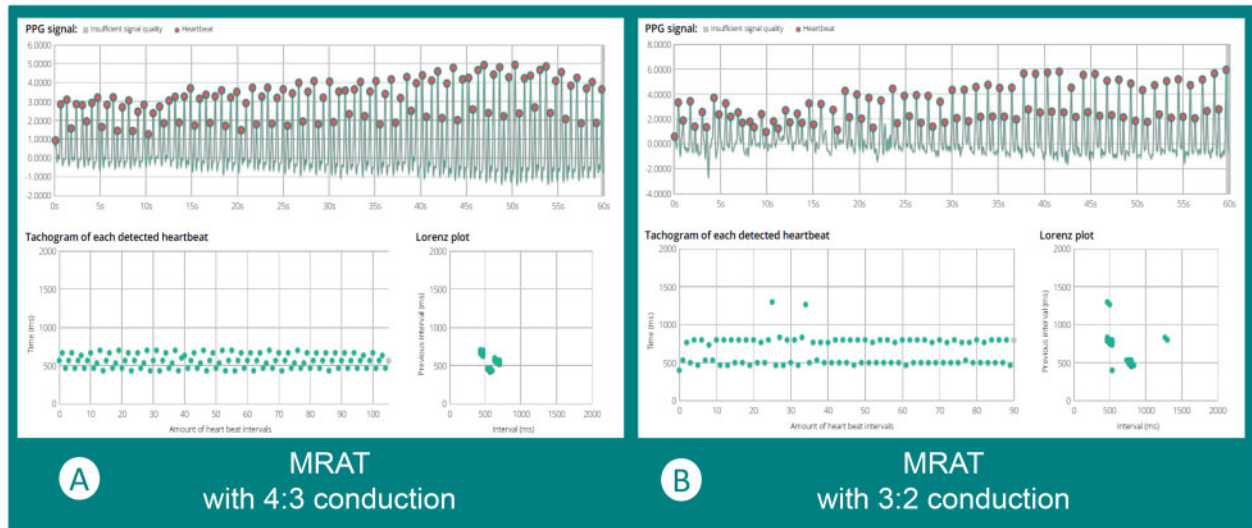 PPG signal: Insufficient signal quality Heartbeat
6.0000
5.0000
4.0000
3.0000
2.0000
1.0000
0.0000
-1.0000
-2.0000
0s 5s 10s 15s 20s 25s 30s 35s 40s 45s 50s 55s 60s
Tachogram of each detected heartbeat
Time (ms)
2000
1500
1000
500
0
0 10 20 30 40 50 60 70 80 90 100
Amount of heart beat intervals
Lorenz plot
Previous interval (ms)
2000
1500
1000
500
0
0 500 1000 1500 2000
Interval (ms)
A
MRAT
with 4:3 conduction
PPG signal: Insufficient signal quality Heartbeat
8.0000
6.0000
4.0000
2.0000
0.0000
-2.0000
-4.0000
0s 5s 10s 15s 20s 25s 30s 35s 40s 45s 50s 55s 60s
Tachogram of each detected heartbeat
Time (ms)
2000
1500
1000
500
0
0 10 20 30 40 50 60 70 80 90
Amount of heart beat intervals
Lorenz plot
Previous interval (ms)
2000
1500
1000
500
0
0 500 1000 1500 2000
Interval (ms)
B
MRAT
with 3:2 conduction